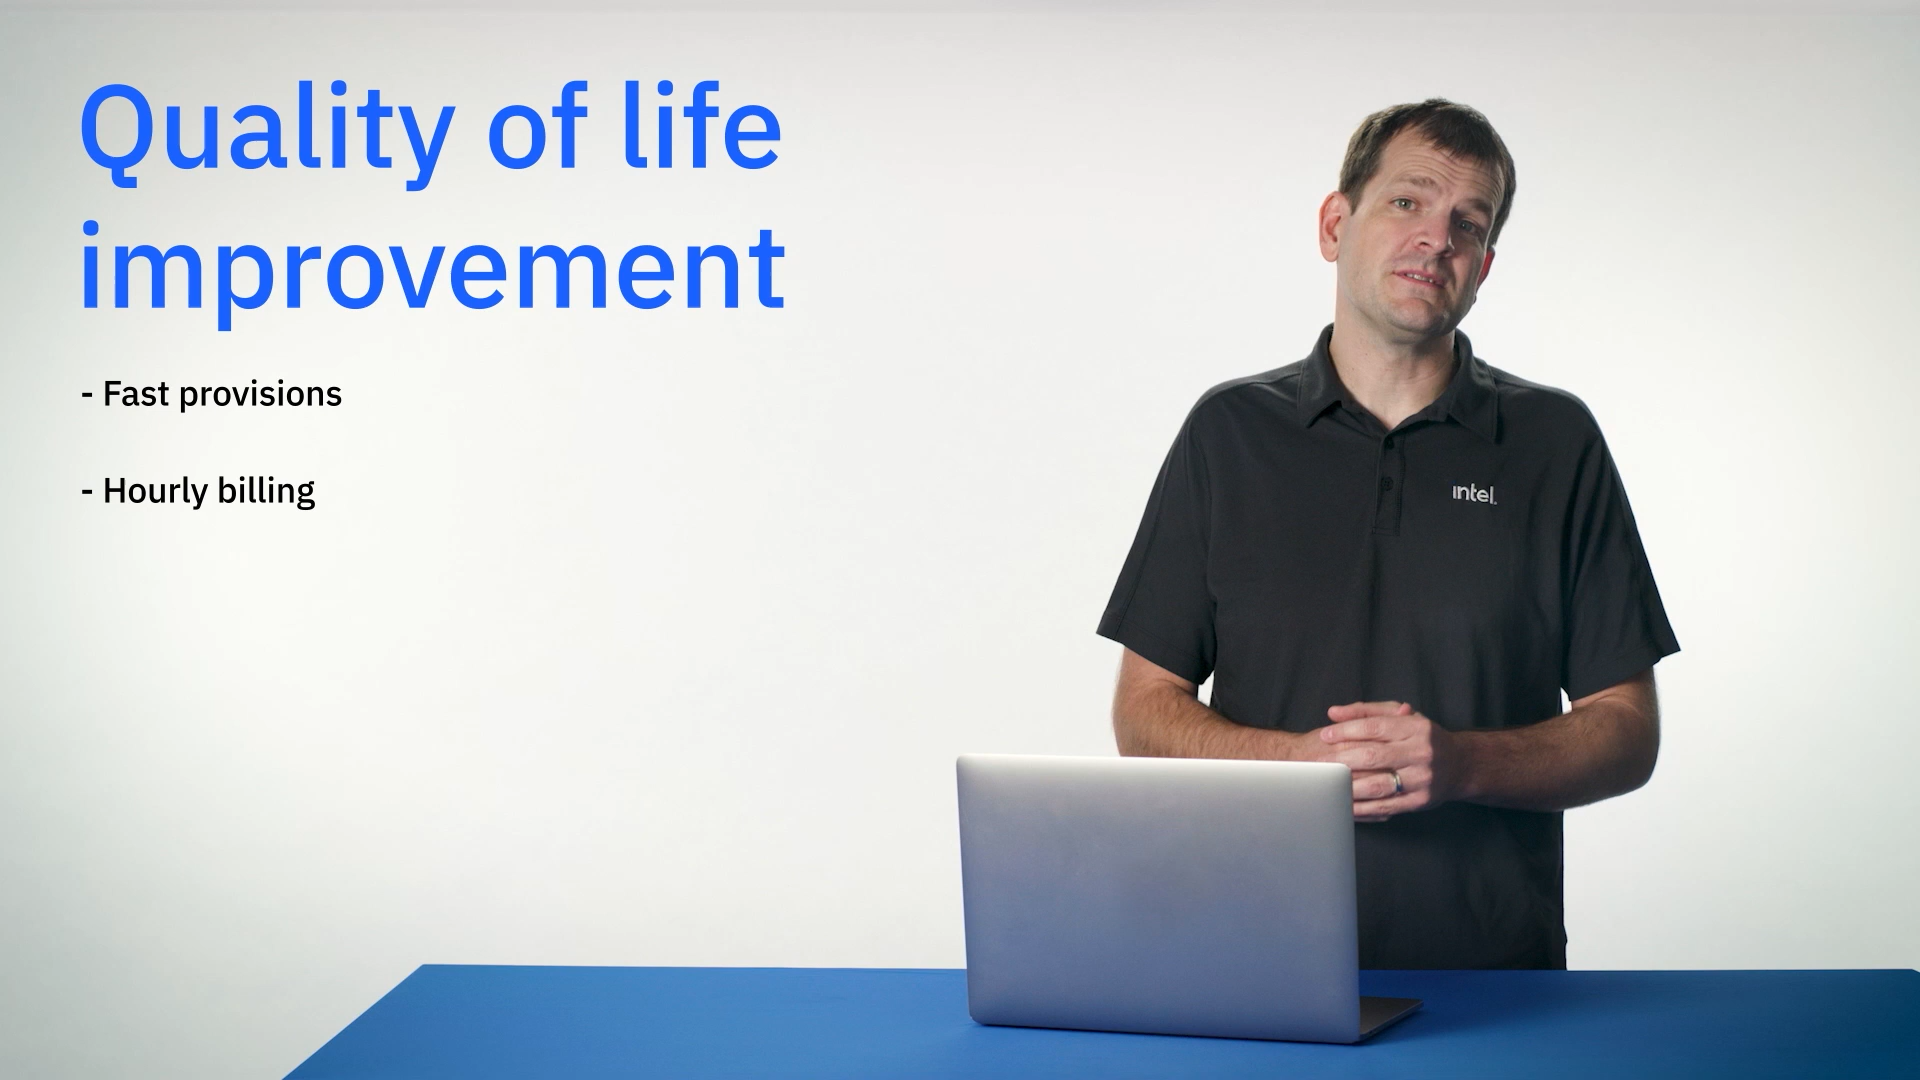 Quality of life
improvement
- Fast provisions
- Hourly billing
intel.